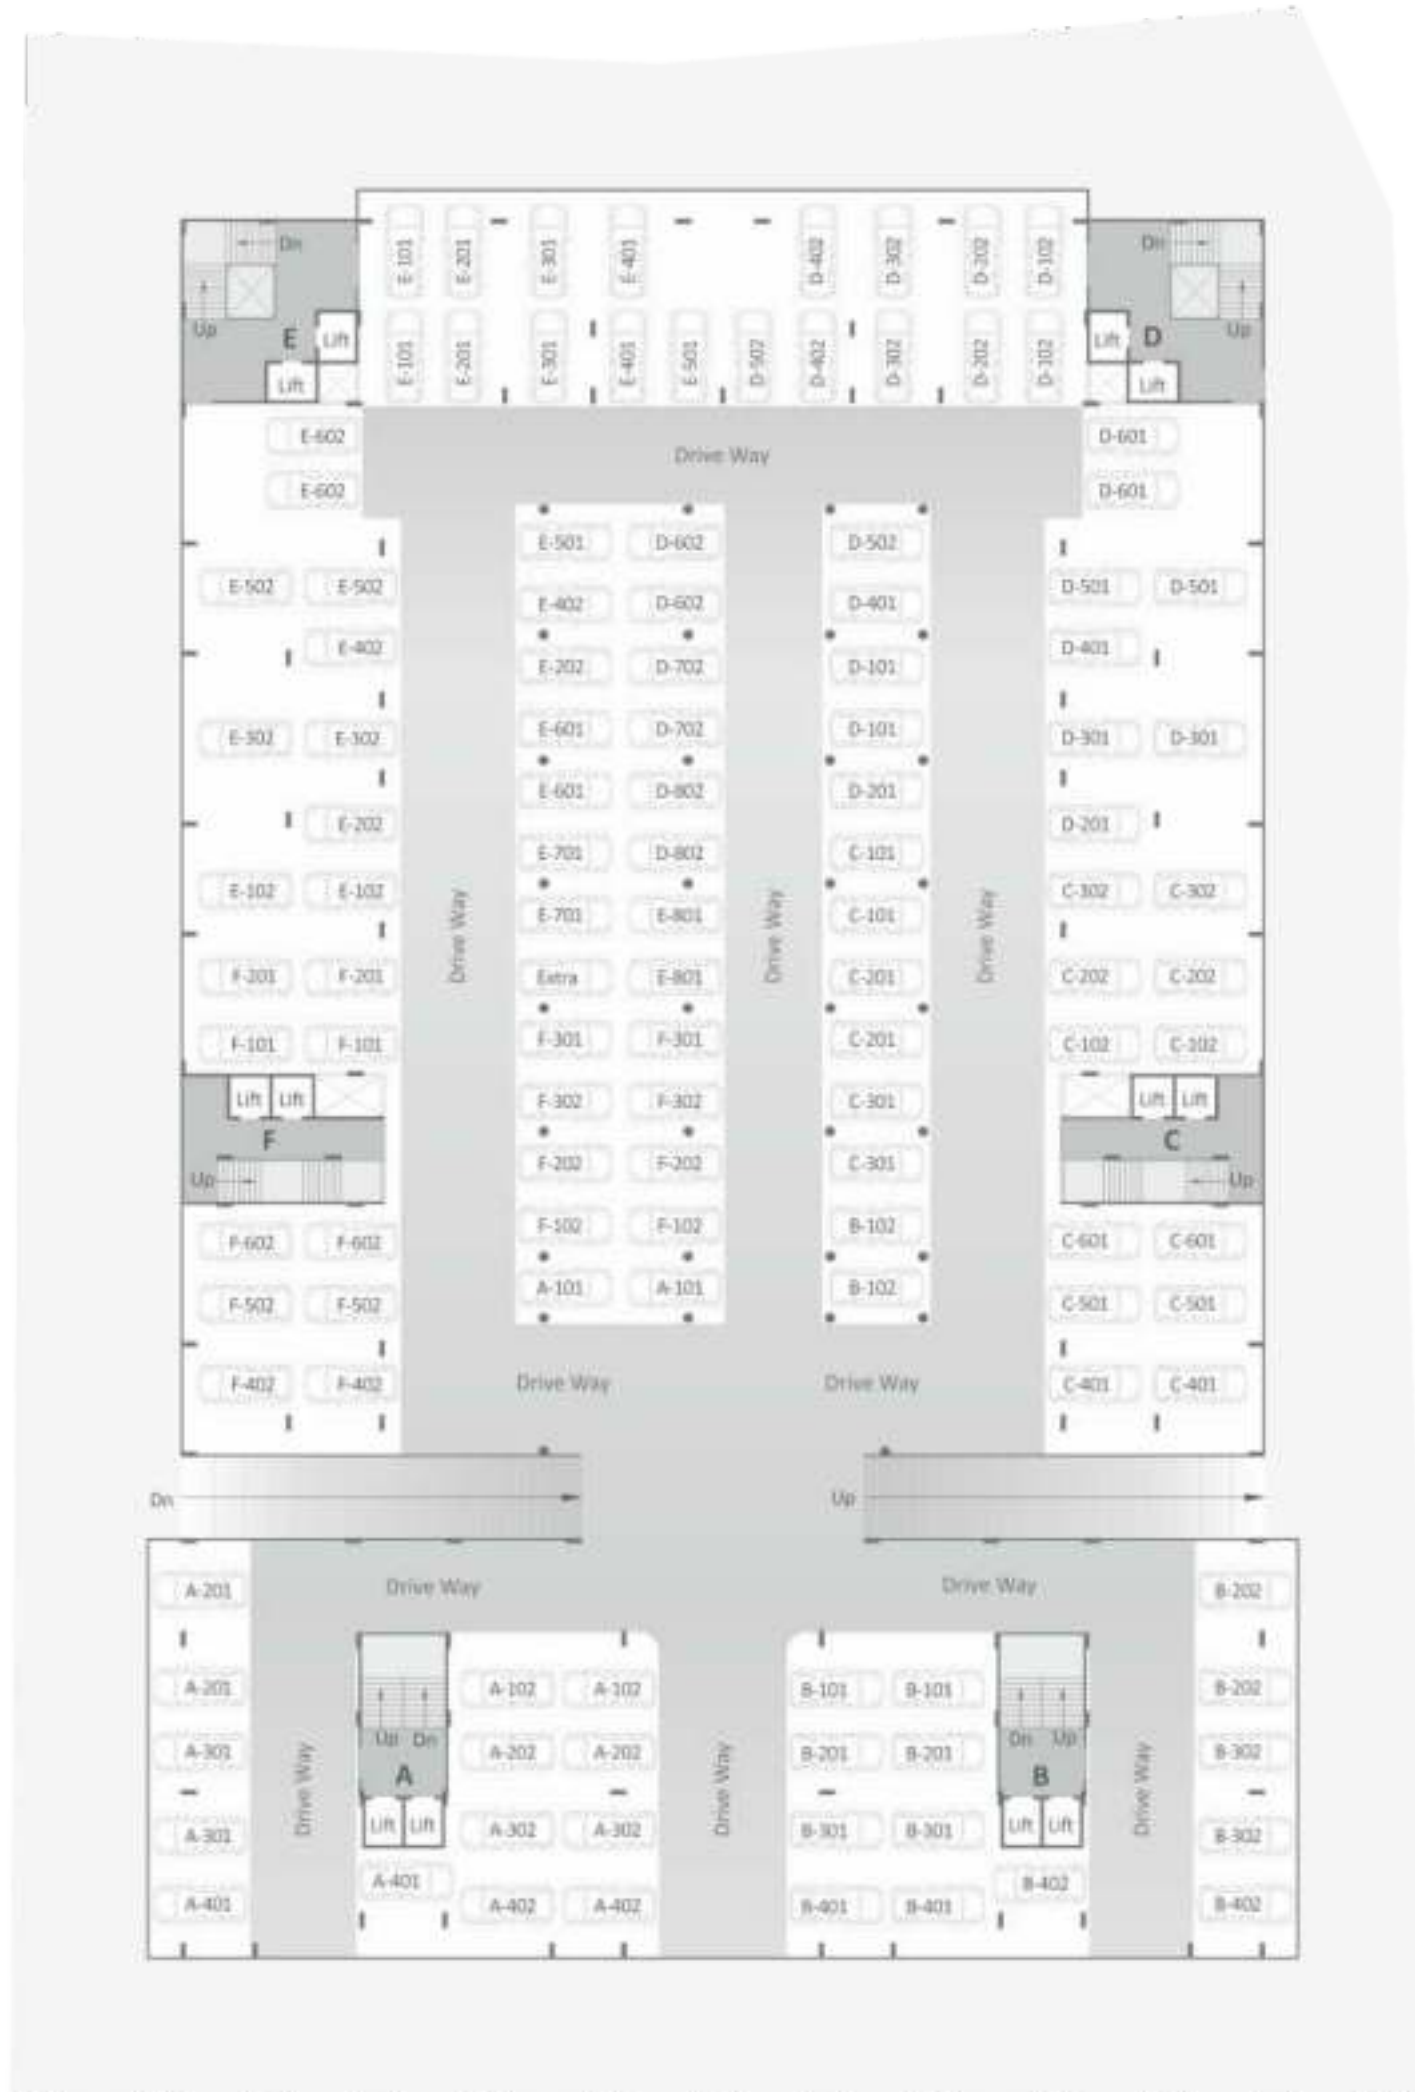 E-101 E-201 E-301 E-401 D-402 D-302 D-202 D-102
Dn Dn
Up E Lift Lift D Up
Lift Lift
E-101 E-201 E-301 E-401 E-501 D-502 D-402 D-302 D-202 D-102
E-602 D-601
Drive Way
E-602 D-601
E-501 D-602 D-502
E-502 E-502 D-501 D-501
E-402 D-602 D-401
E-402 D-401
E-202 D-702 D-101
E-601 D-702 D-101
E-302 E-302 D-301 D-301
E-601 D-802 D-201
E-202 D-201
E-701 D-802 C-101
E-102 E-102 C-302 C-302
E-701 E-801 C-101
Drive Way Drive Way Drive Way
F-201 F-201 Extra E-801 C-201 C-202 C-202
F-101 F-101 F-301 F-301 C-201 C-102 C-102
Lift Lift F-302 F-302 C-301 Lift Lift
F C
Up F-202 F-202 C-301 Up
F-602 F-602 F-102 F-102 B-102 C-601 C-601
F-502 F-502 A-101 A-101 B-102 C-501 C-501
F-402 F-402 Drive Way Drive Way C-401 C-401
Dn Up
A-201 Drive Way Drive Way B-202
A-201 A-102 A-102 B-101 B-101 B-202
Up Dn Dn Up
A-301 A-202 A-202 B-201 B-201 B-302
A B
Drive Way Drive Way Drive Way
A-301 Lift Lift A-302 A-302 B-301 B-301 Lift Lift B-302
A-401 B-402
A-401 A-402 A-402 B-401 B-401 B-402